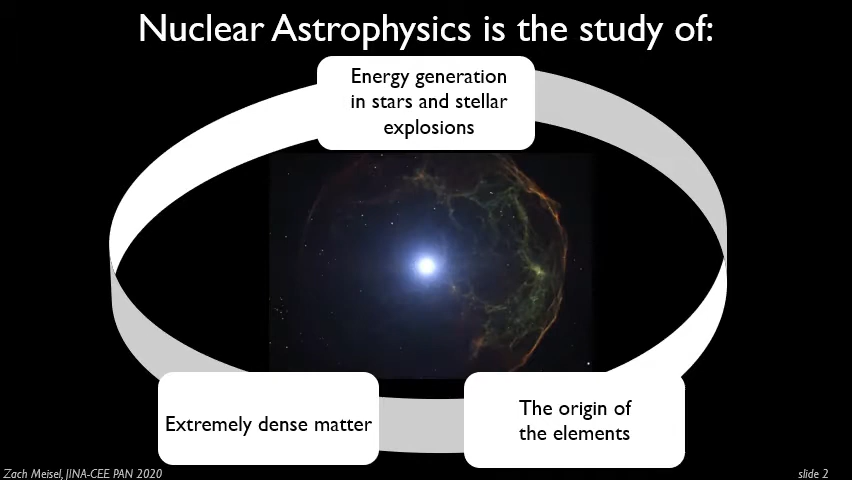 Nuclear Astrophysics is the study of:
Energy generation
in stars and stellar
explosions
Extremely dense matter
The origin of
the elements
Zach Meisel, JINA-CEE PAN 2020
slide 2